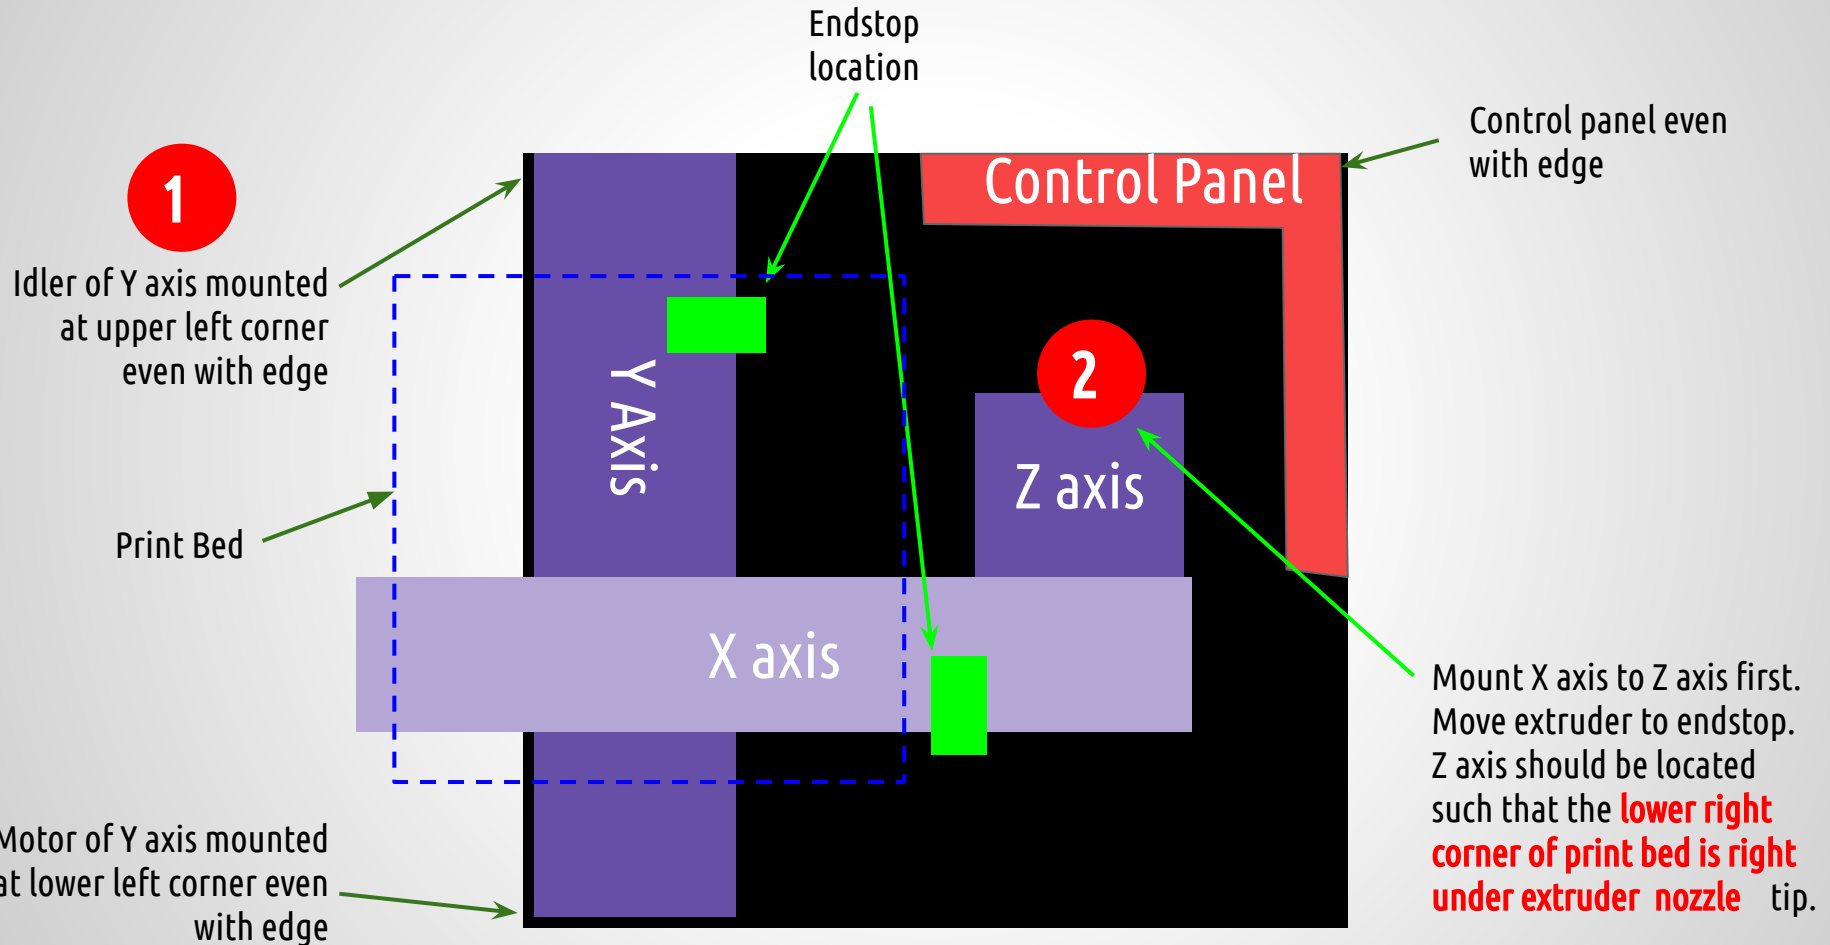 Endstop
location
Control panel even
with edge
Control Panel
1
Idler of Y axis mounted
at upper left corner
even with edge
2
Y Axis
Z axis
Print Bed
X axis
Mount X axis to Z axis first.
Move extruder to endstop.
Z axis should be located
such that the lower right
corner of print bed is right
under extruder nozzle tip.
Motor of Y axis mounted
at lower left corner even
with edge